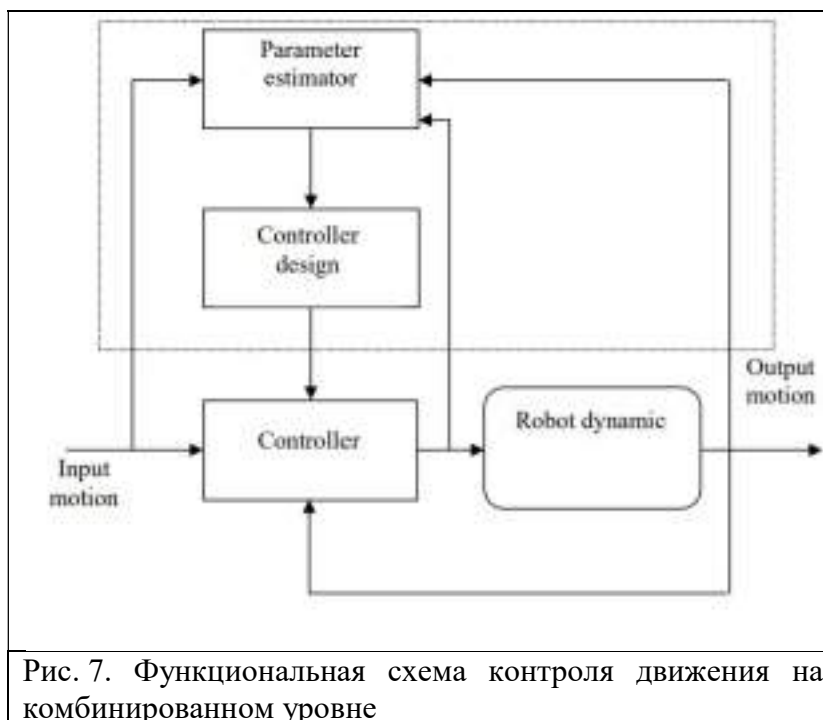 Parameter
estimator
Controller
design
Output
motion
Controller
Robot dynamic
Input
motion
Рис. 7. Функциональная схема контроля движения на
комбинированном уровне